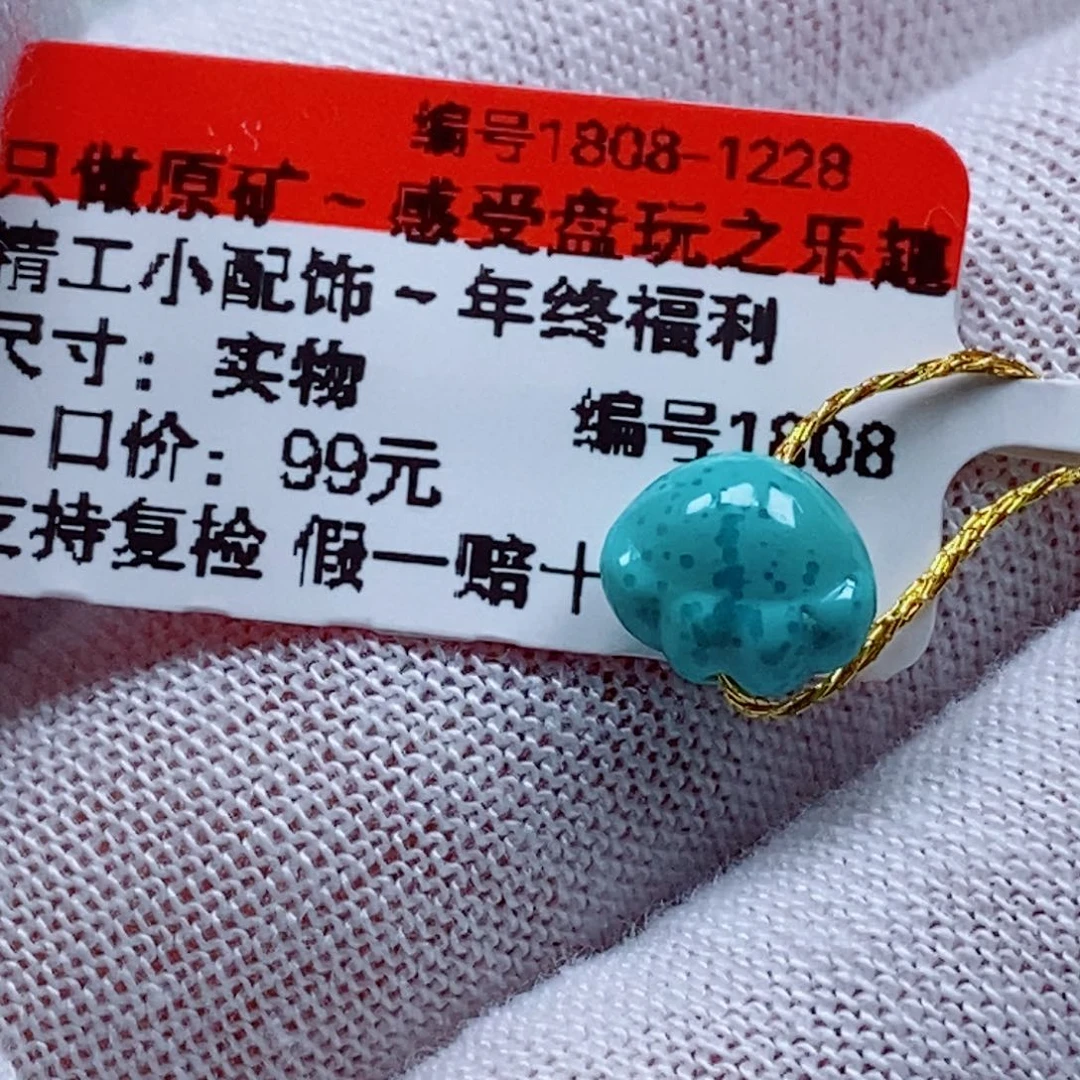 编号1808-1228
只做原矿~感受盘玩之乐趣
精工小配饰~年终福利
尺寸：实物
编号1808
一口价：99元
支持复检 假一赔十